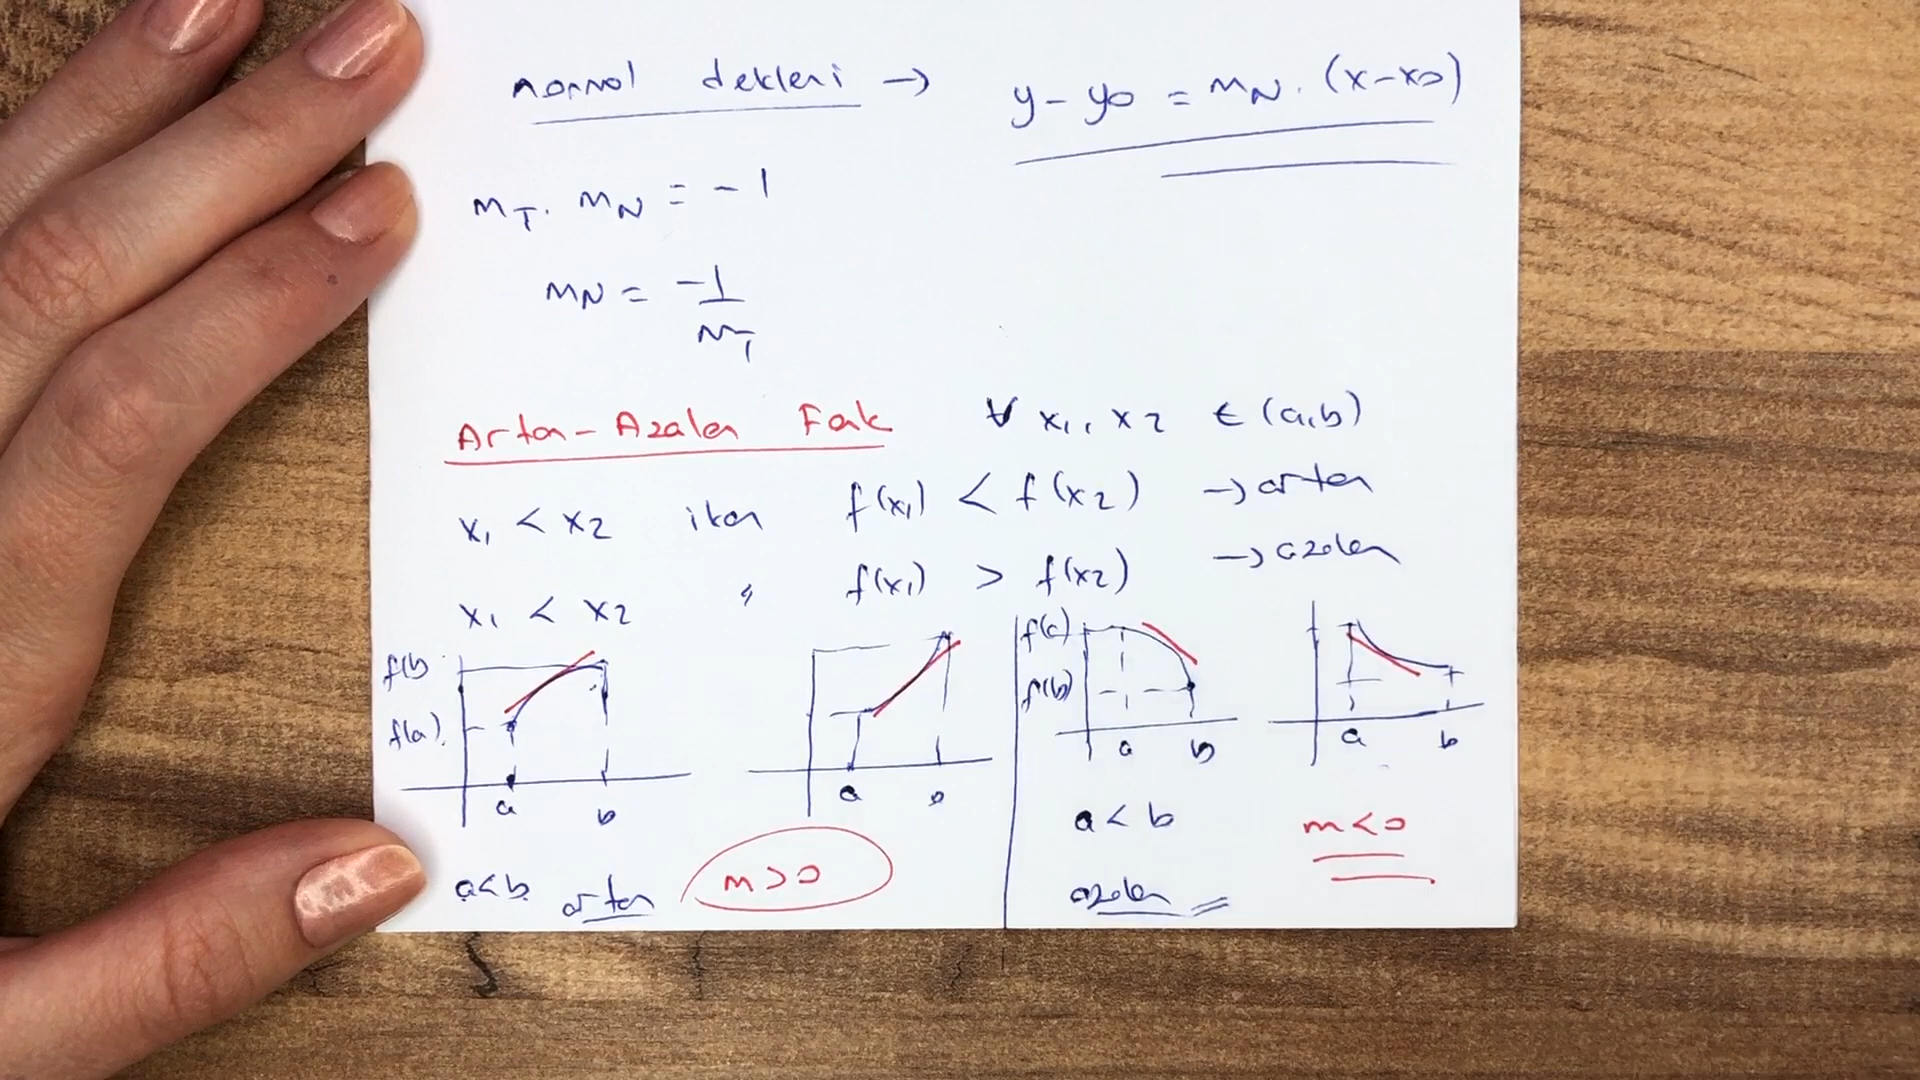 normal denklemi → y - y0 = mN . (x - x0)
mT . mN = -1
mN = -1/mT
Artan - Azalan Fonk ∀ x1, x2 ∈ (a,b)
x1 < x2 iken f(x1) < f(x2) → artan
x1 < x2 " f(x1) > f(x2) → azalan
f(b f(a) a b
a b
f(a) f(b) a b
a b
a<b artan m>0
a<b m<0
azalan